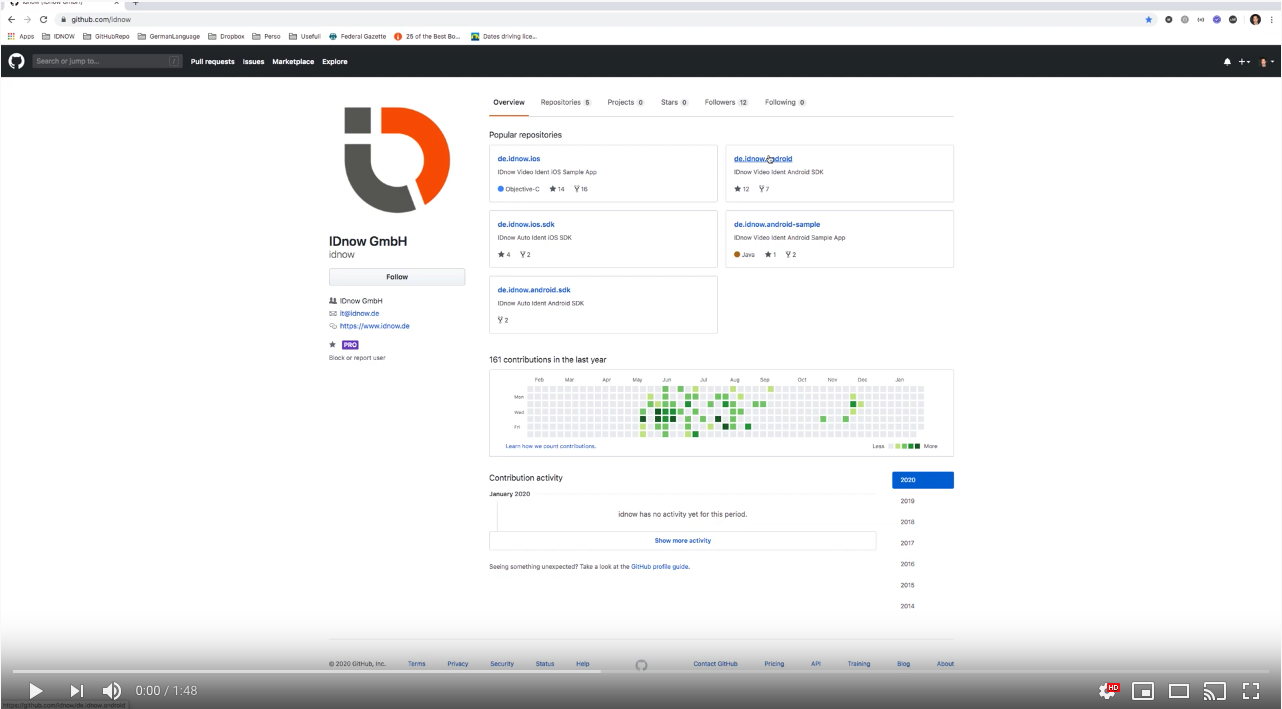 idnow (IDnow GmbH)
github.com/idnow
Apps IDNOW GitHubRepo GermanLanguage Dropbox Perso Usefull Federal Gazette 25 of the Best Bo... Dates driving lice...
Search or jump to... /
Pull requests Issues Marketplace Explore
Overview Repositories 5 Projects 0 Stars 0 Followers 12 Following 0
Popular repositories
de.idnow.ios
IDnow Video Ident iOS Sample App
Objective-C 14 16
de.idnow.android
IDnow Video Ident Android SDK
12 7
de.idnow.ios.sdk
IDnow Auto Ident iOS SDK
4 2
de.idnow.android-sample
IDnow Video Ident Android Sample App
Java 1 2
de.idnow.android.sdk
IDnow Auto Ident Android SDK
2
IDnow GmbH
idnow
Follow
IDnow GmbH
it@idnow.de
https://www.idnow.de
PRO
Block or report user
161 contributions in the last year
Feb Mar Apr May Jun Jul Aug Sep Oct Nov Dec Jan
Mon
Wed
Fri
Learn how we count contributions.
Less More
Contribution activity
January 2020
idnow has no activity yet for this period.
Show more activity
Seeing something unexpected? Take a look at the GitHub profile guide.
2020
2019
2018
2017
2016
2015
2014
© 2020 GitHub, Inc. Terms Privacy Security Status Help Contact GitHub Pricing API Training Blog About
0:00 / 1:48
HD
https://github.com/idnow/de.idnow.android